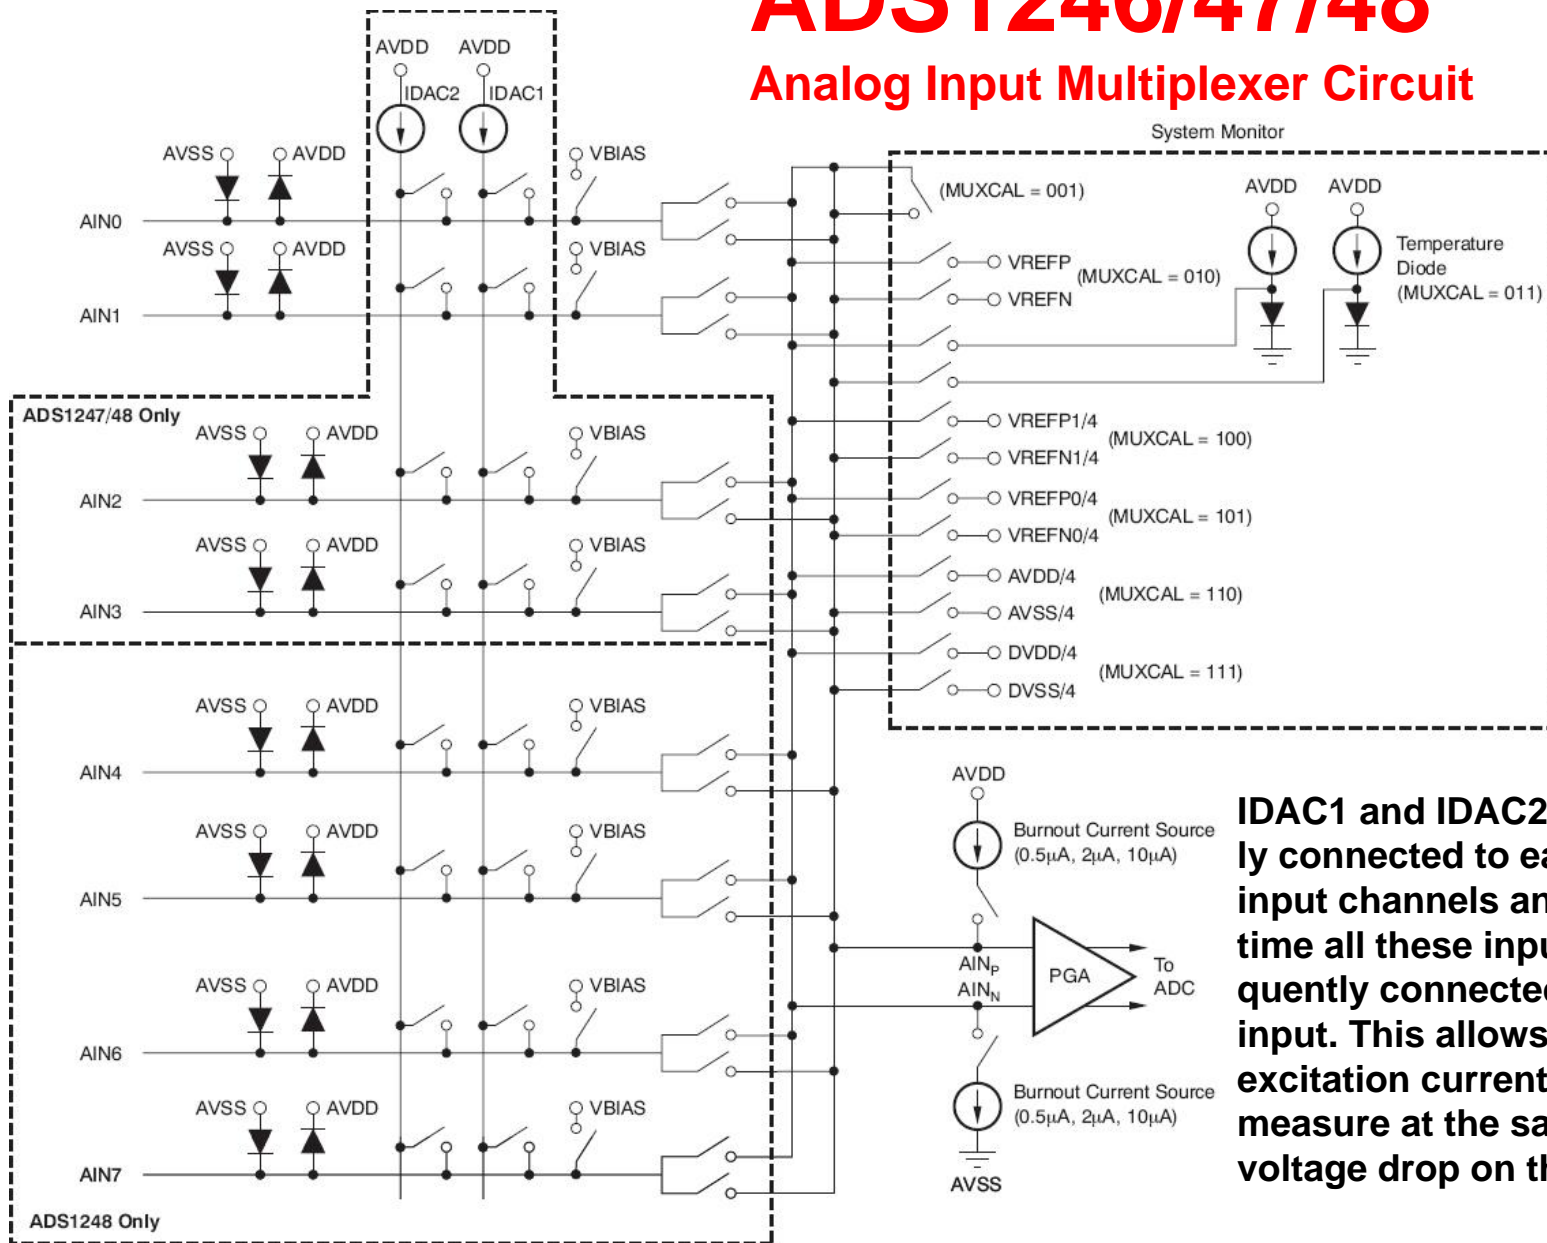 ADS1246/47/48
Analog Input Multiplexer Circuit
System Monitor
AVDD AVDD
IDAC2 IDAC1
AVSS AVDD VBIAS
AIN0
AVSS AVDD VBIAS
AIN1
(MUXCAL = 001)
AVDD AVDD
Temperature
Diode
(MUXCAL = 011)
VREFP
(MUXCAL = 010)
VREFN
ADS1247/48 Only
AVSS AVDD VBIAS
AIN2
AVSS AVDD VBIAS
AIN3
VREFP1/4
(MUXCAL = 100)
VREFN1/4
VREFP0/4
(MUXCAL = 101)
VREFN0/4
AVDD/4
(MUXCAL = 110)
AVSS/4
DVDD/4
(MUXCAL = 111)
DVSS/4
AVSS AVDD VBIAS
AIN4
AVSS AVDD VBIAS
AIN5
AVSS AVDD VBIAS
AIN6
AVSS AVDD VBIAS
AIN7
ADS1248 Only
AVDD
Burnout Current Source
(0.5µA, 2µA, 10µA)
AINP
AINN
PGA
To
ADC
Burnout Current Source
(0.5µA, 2µA, 10µA)
AVSS
IDAC1 and IDAC2
ly connected to ea
input channels an
time all these inpu
quently connected
input. This allows
excitation current
measure at the sa
voltage drop on th